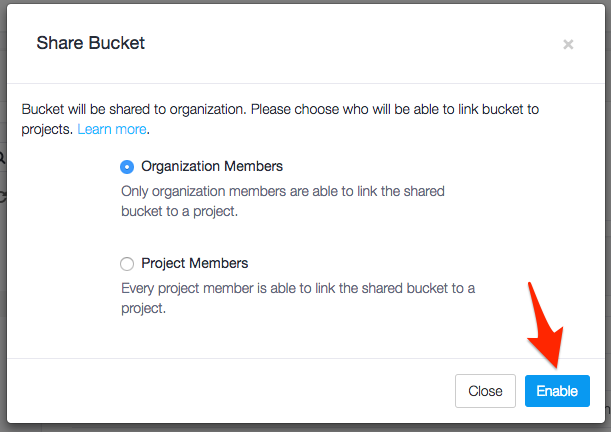 Share Bucket
×
Bucket will be shared to organization. Please choose who will be able to link bucket to
projects. Learn more.
Organization Members
Only organization members are able to link the shared
bucket to a project.
Project Members
Every project member is able to link the shared bucket to a
project.
Close Enable